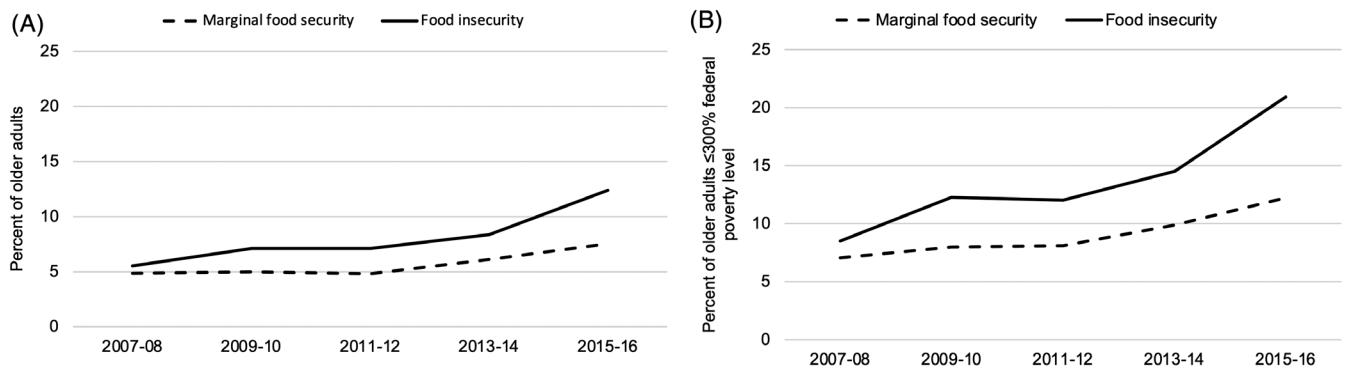 (A)
Marginal food security
Food insecurity
Percent of older adults
25
20
15
10
5
0
2007-08 2009-10 2011-12 2013-14 2015-16
(B)
Marginal food security
Food insecurity
Percent of older adults ≤300% federal
poverty level
25
20
15
10
5
0
2007-08 2009-10 2011-12 2013-14 2015-16